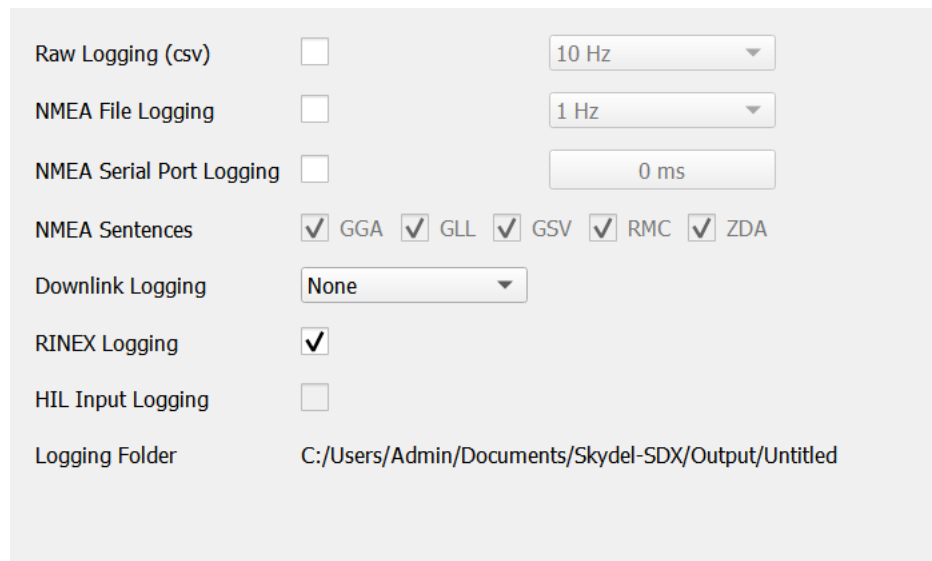 Raw Logging (csv) 10 Hz
NMEA File Logging 1 Hz
NMEA Serial Port Logging 0 ms
NMEA Sentences GGA GLL GSV RMC ZDA
Downlink Logging None
RINEX Logging
HIL Input Logging
Logging Folder C:/Users/Admin/Documents/Skydel-SDX/Output/Untitled